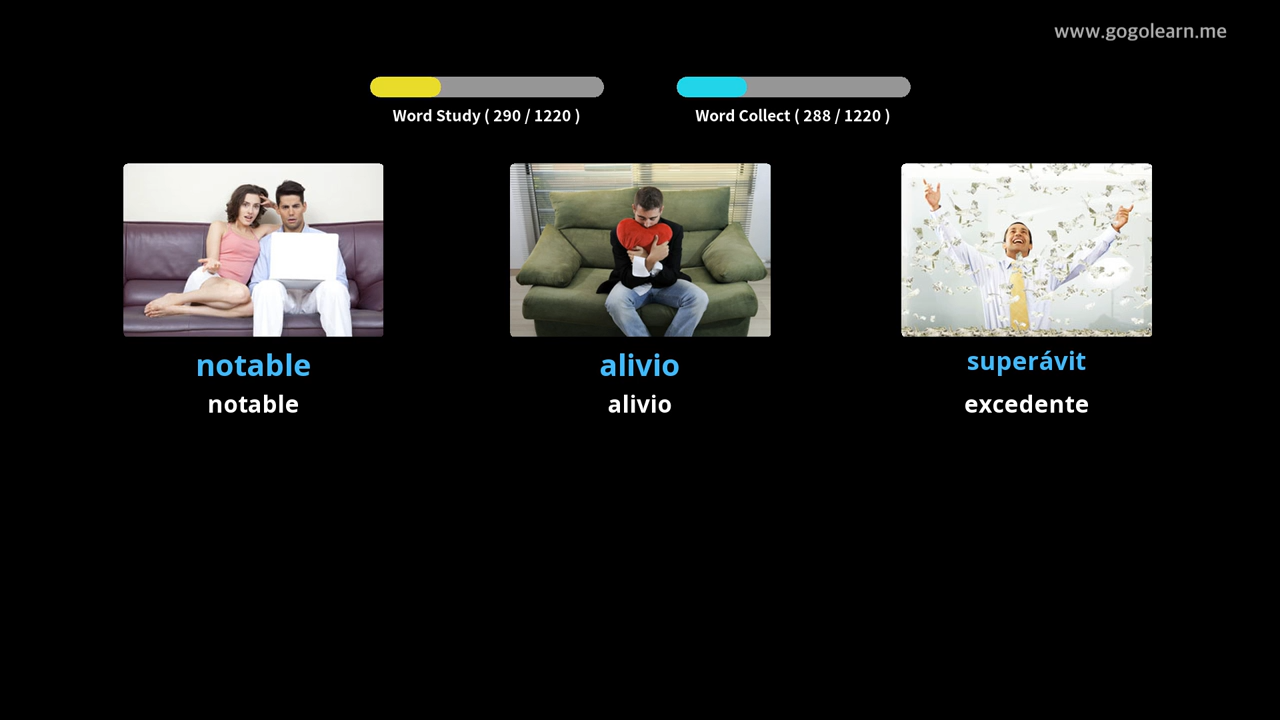 www.gogolearn.me
Word Study ( 290 / 1220 )
Word Collect ( 288 / 1220 )
notable
notable
alivio
alivio
superávit
excedente